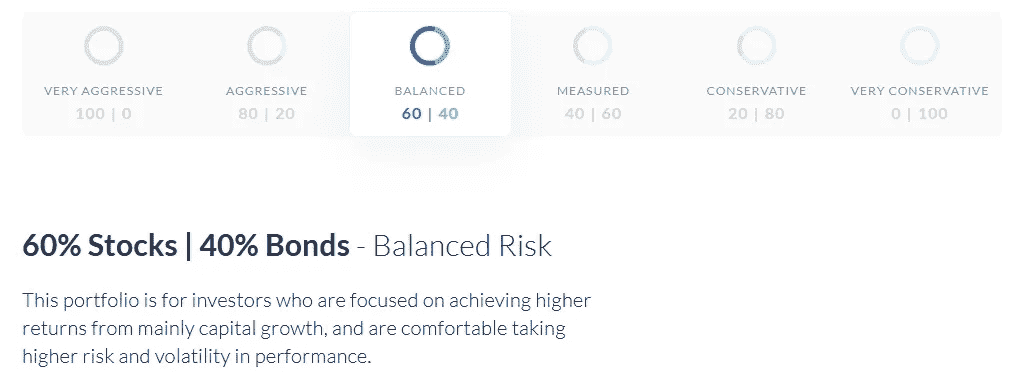 VERY AGGRESSIVE
100 | 0
AGGRESSIVE
80 | 20
BALANCED
60 | 40
MEASURED
40 | 60
CONSERVATIVE
20 | 80
VERY CONSERVATIVE
0 | 100
60% Stocks | 40% Bonds - Balanced Risk
This portfolio is for investors who are focused on achieving higher
returns from mainly capital growth, and are comfortable taking
higher risk and volatility in performance.